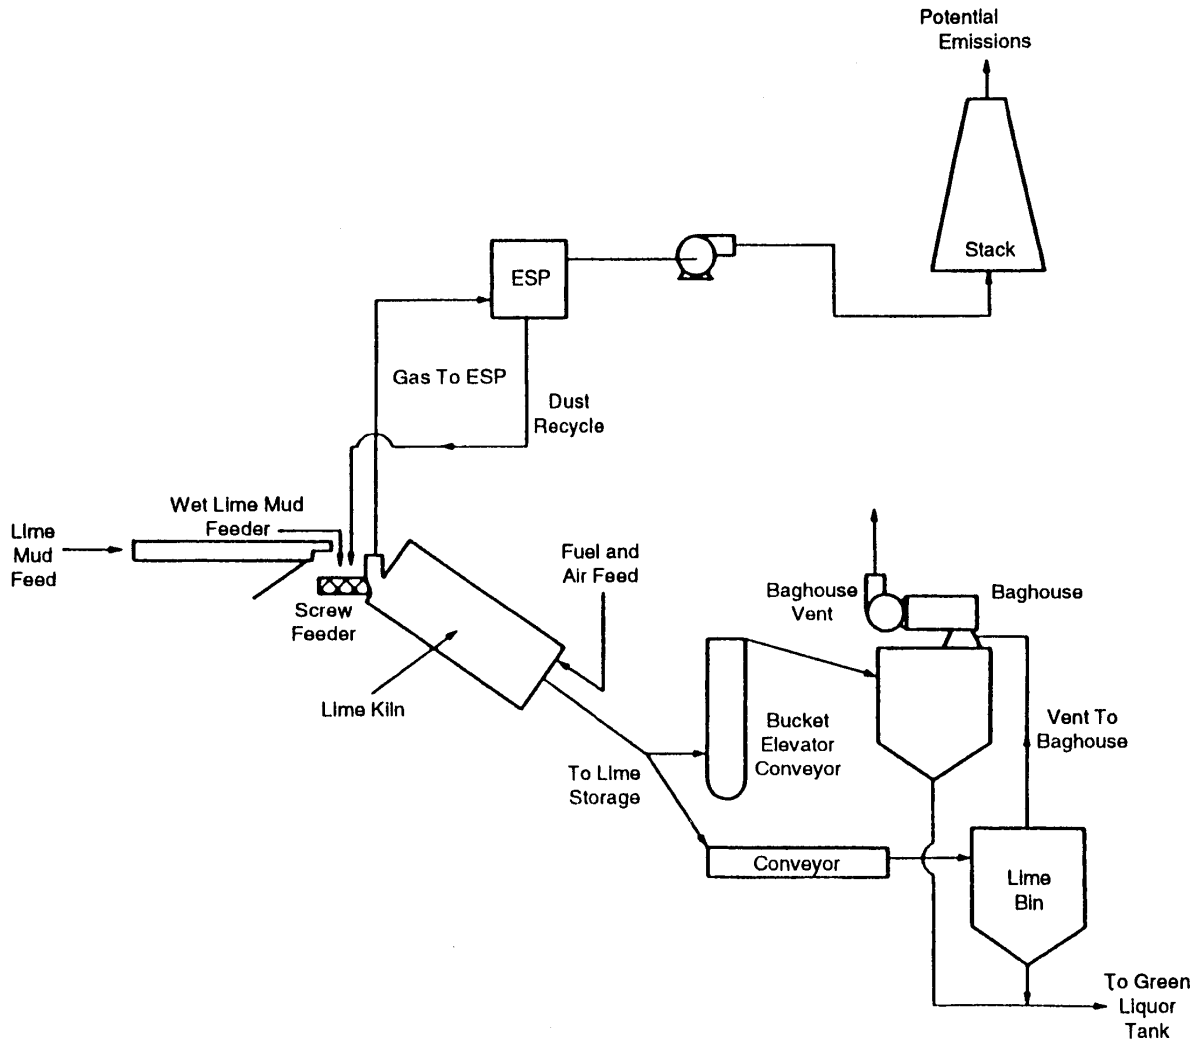 Potential
Emissions
Stack
ESP
Gas To ESP
Dust
Recycle
Wet Lime Mud
Feeder
Lime
Mud
Feed
Screw
Feeder
Fuel and
Air Feed
Lime Kiln
Baghouse
Vent
Baghouse
Bucket
Elevator
Conveyor
Vent To
Baghouse
To Lime
Storage
Conveyor
Lime
Bin
To Green
Liquor
Tank